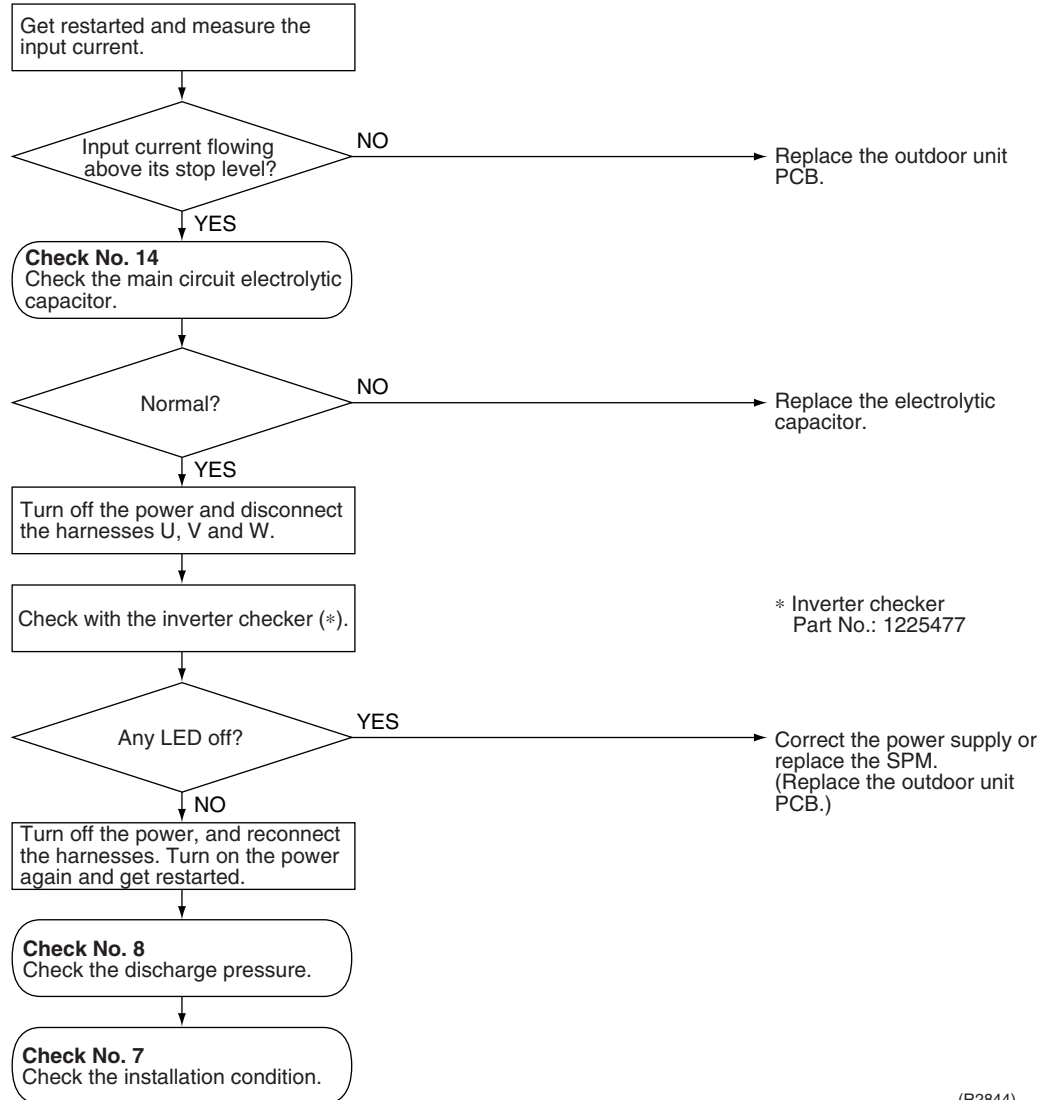 Get restarted and measure the
input current.
Input current flowing
above its stop level?
NO
Replace the outdoor unit
PCB.
YES
Check No. 14
Check the main circuit electrolytic
capacitor.
Normal?
NO
Replace the electrolytic
capacitor.
YES
Turn off the power and disconnect
the harnesses U, V and W.
Check with the inverter checker (*).
* Inverter checker
Part No.: 1225477
Any LED off?
YES
Correct the power supply or
replace the SPM.
(Replace the outdoor unit
PCB.)
NO
Turn off the power, and reconnect
the harnesses. Turn on the power
again and get restarted.
Check No. 8
Check the discharge pressure.
Check No. 7
Check the installation condition.
(R2844)